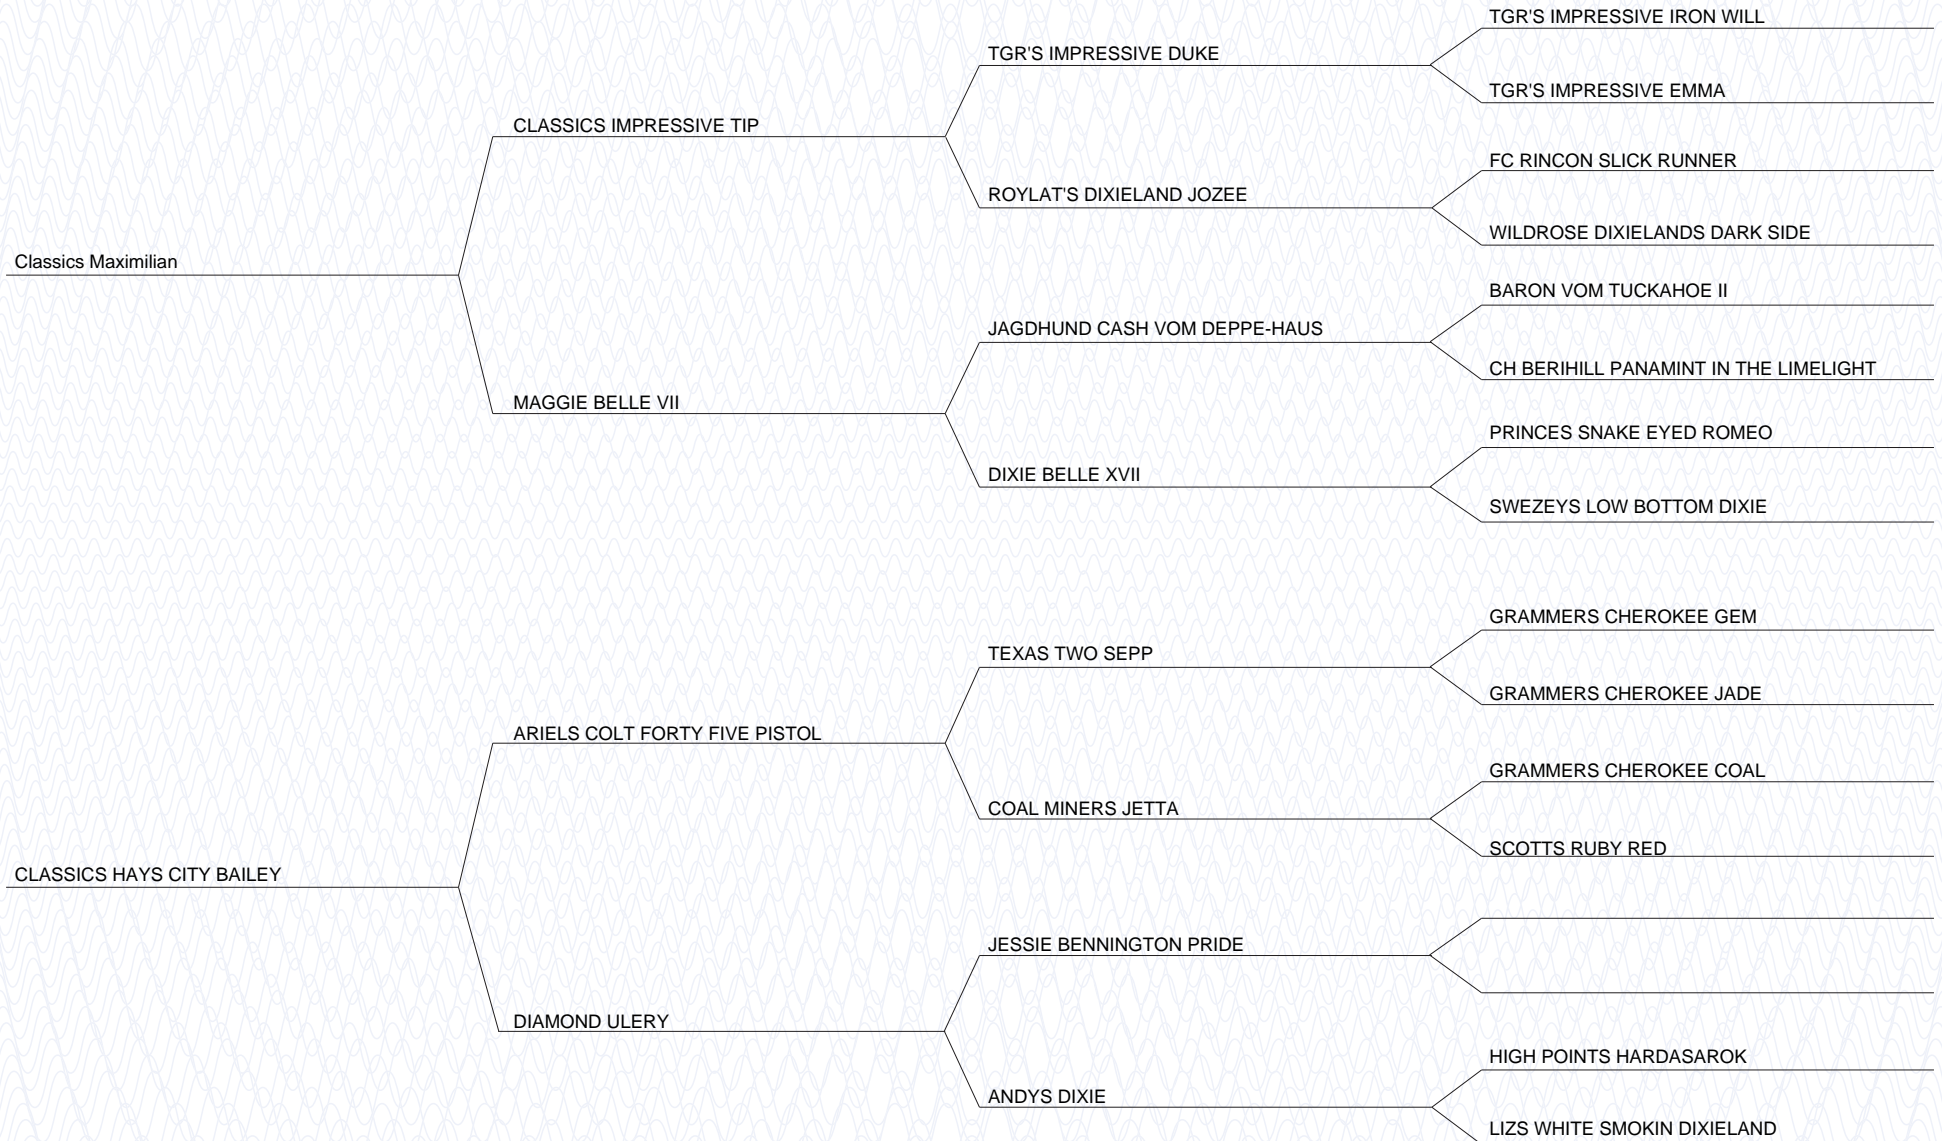 TGR'S IMPRESSIVE IRON WILL
TGR'S IMPRESSIVE DUKE
TGR'S IMPRESSIVE EMMA
CLASSICS IMPRESSIVE TIP
FC RINCON SLICK RUNNER
ROYLAT'S DIXIELAND JOZEE
WILDROSE DIXIELANDS DARK SIDE
Classics Maximilian
BARON VOM TUCKAHOE II
JAGDHUND CASH VOM DEPPE-HAUS
CH BERIHILL PANAMINT IN THE LIMELIGHT
MAGGIE BELLE VII
PRINCES SNAKE EYED ROMEO
DIXIE BELLE XVII
SWEZEYS LOW BOTTOM DIXIE
GRAMMERS CHEROKEE GEM
TEXAS TWO SEPP
GRAMMERS CHEROKEE JADE
ARIELS COLT FORTY FIVE PISTOL
GRAMMERS CHEROKEE COAL
COAL MINERS JETTA
SCOTTS RUBY RED
CLASSICS HAYS CITY BAILEY
JESSIE BENNINGTON PRIDE
DIAMOND ULERY
HIGH POINTS HARDASAROK
ANDYS DIXIE
LIZS WHITE SMOKIN DIXIELAND